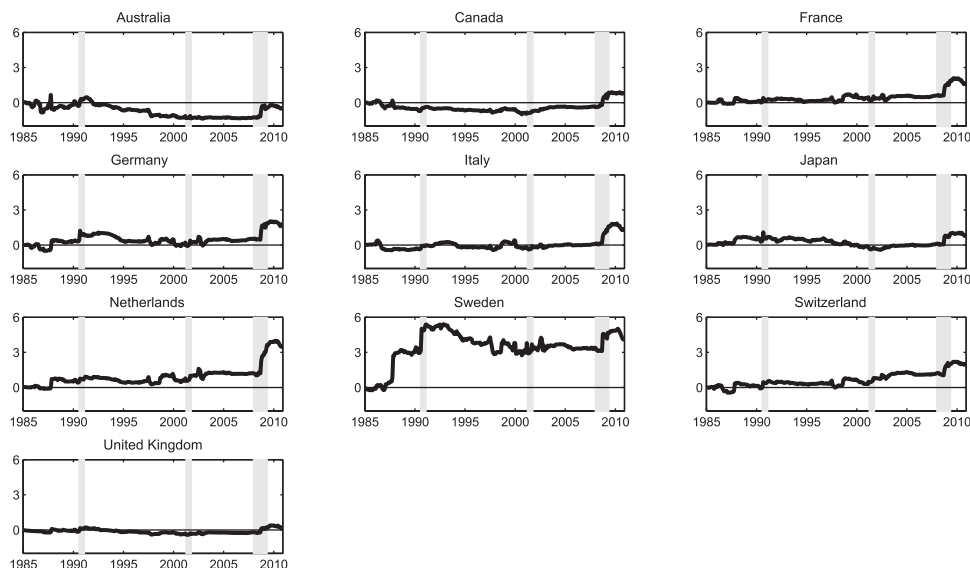 Australia Canada France
6 6 6
3 3 3
0 0 0
1985 1990 1995 2000 2005 2010 1985 1990 1995 2000 2005 2010 1985 1990 1995 2000 2005 2010
Germany Italy Japan
6 6 6
3 3 3
0 0 0
1985 1990 1995 2000 2005 2010 1985 1990 1995 2000 2005 2010 1985 1990 1995 2000 2005 2010
Netherlands Sweden Switzerland
6 6 6
3 3 3
0 0 0
1985 1990 1995 2000 2005 2010 1985 1990 1995 2000 2005 2010 1985 1990 1995 2000 2005 2010
United Kingdom
6
3
0
1985 1990 1995 2000 2005 2010